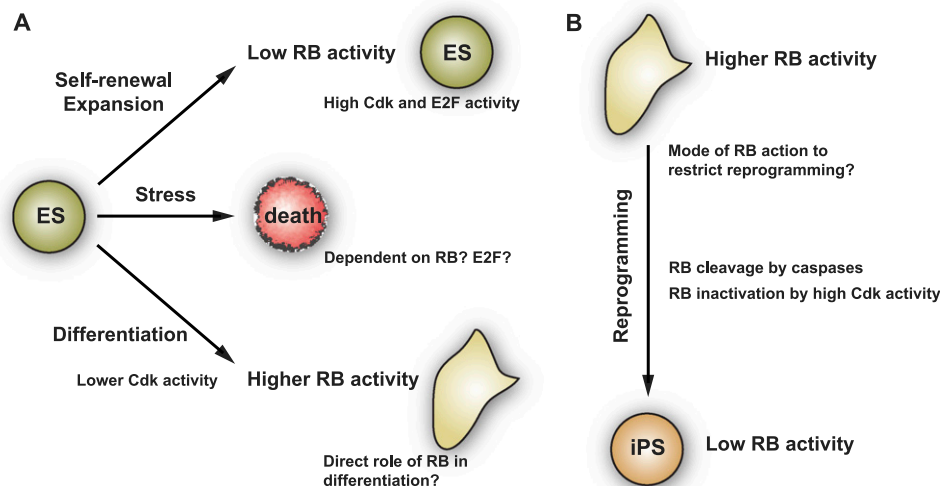 A
Self-renewal
Expansion
Low RB activity
ES
High Cdk and E2F activity
ES
Stress
death
Dependent on RB? E2F?
Differentiation
Lower Cdk activity
Higher RB activity
Direct role of RB in
differentiation?
B
Higher RB activity
Mode of RB action to
restrict reprogramming?
Reprogramming
RB cleavage by caspases
RB inactivation by high Cdk activity
iPS
Low RB activity